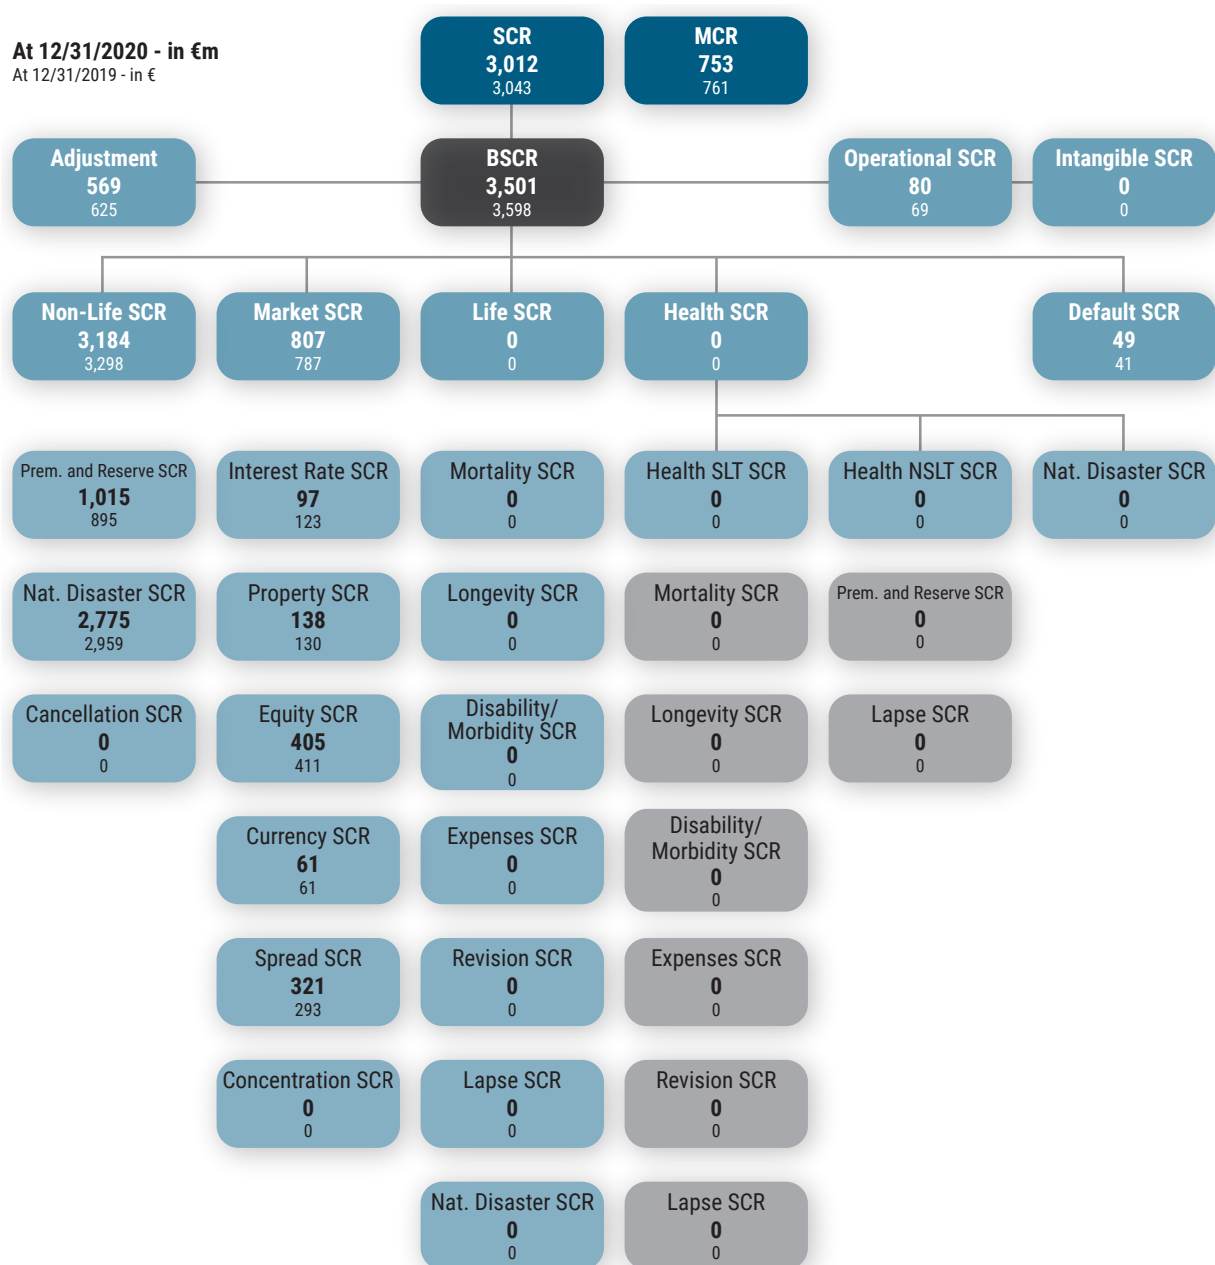 At 12/31/2020 - in €m
At 12/31/2019 - in €
SCR
3,012
3,043
MCR
753
761
Adjustment
569
625
BSCR
3,501
3,598
Operational SCR
80
69
Intangible SCR
0
0
Non-Life SCR
3,184
3,298
Market SCR
807
787
Life SCR
0
0
Health SCR
0
0
Default SCR
49
41
Prem. and Reserve SCR
1,015
895
Interest Rate SCR
97
123
Mortality SCR
0
0
Health SLT SCR
0
0
Health NSLT SCR
0
0
Nat. Disaster SCR
0
0
Nat. Disaster SCR
2,775
2,959
Property SCR
138
130
Longevity SCR
0
0
Mortality SCR
0
0
Prem. and Reserve SCR
0
0
Cancellation SCR
0
0
Equity SCR
405
411
Disability/
Morbidity SCR
0
0
Longevity SCR
0
0
Lapse SCR
0
0
Currency SCR
61
61
Expenses SCR
0
0
Disability/
Morbidity SCR
0
0
Spread SCR
321
293
Revision SCR
0
0
Expenses SCR
0
0
Concentration SCR
0
0
Lapse SCR
0
0
Revision SCR
0
0
Nat. Disaster SCR
0
0
Lapse SCR
0
0